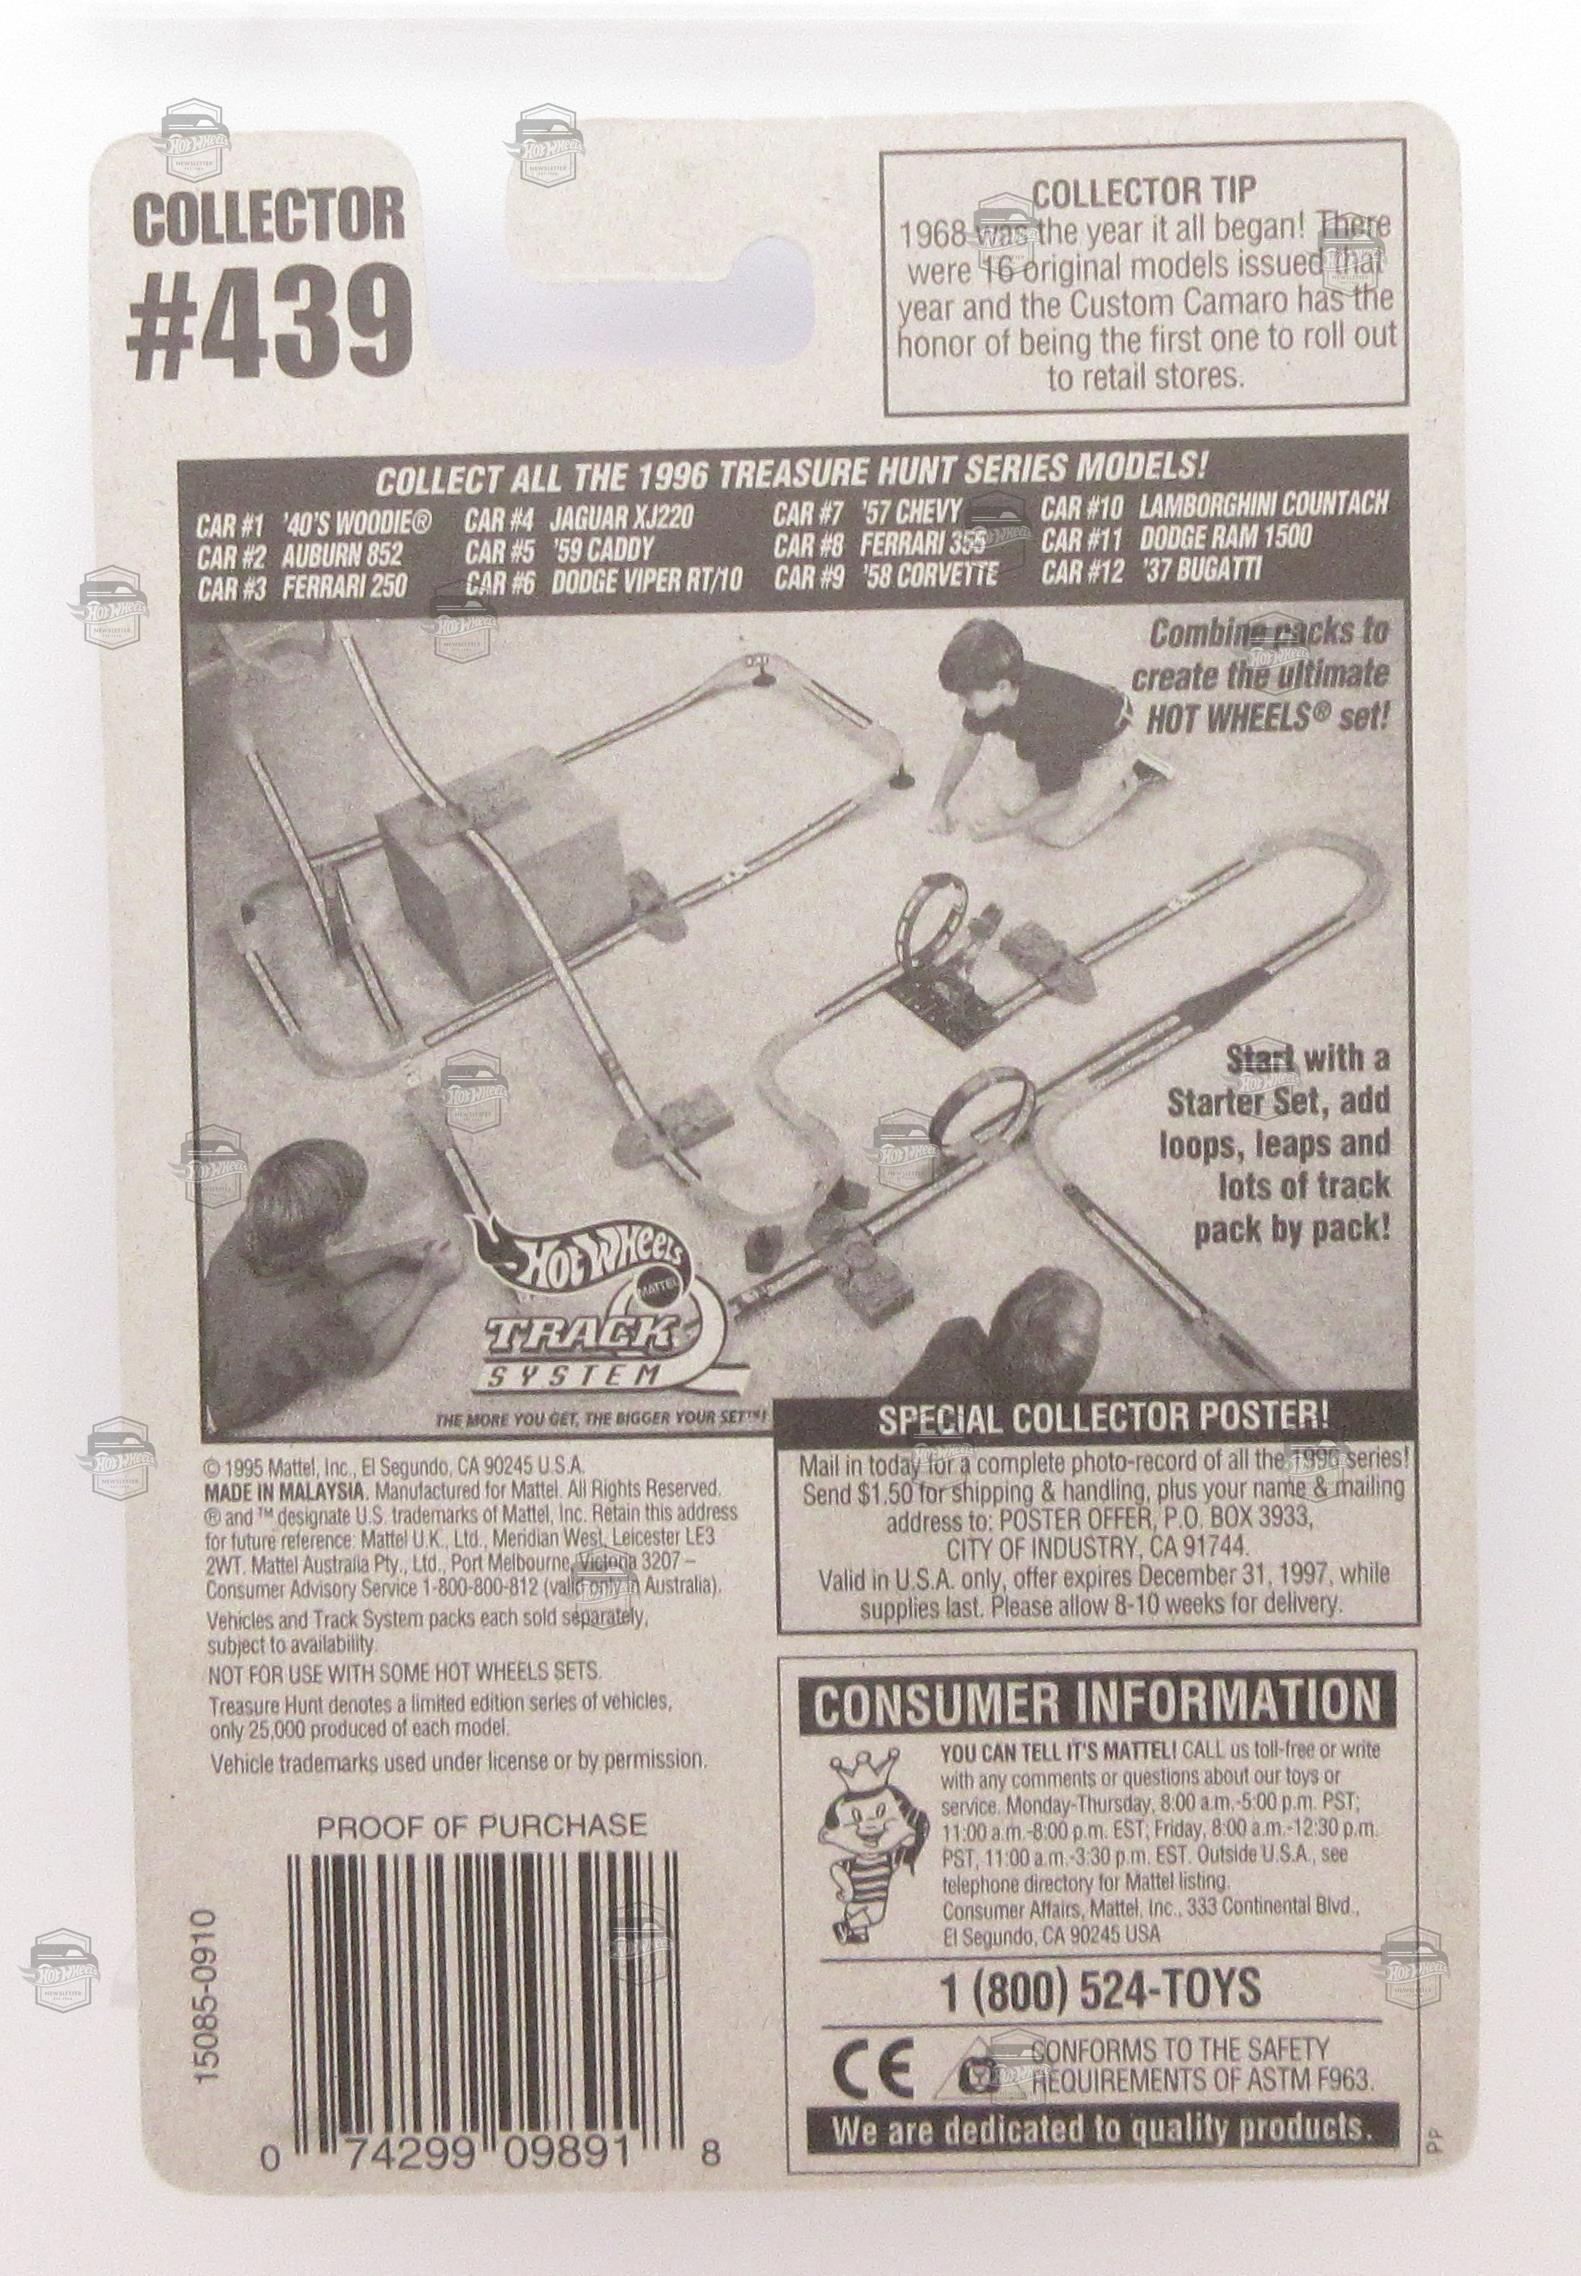 COLLECTOR
#439
COLLECTOR TIP
1968 was the year it all began! There
were 16 original models issued that
year and the Custom Camaro has the
honor of being the first one to roll out
to retail stores.
COLLECT ALL THE 1996 TREASURE HUNT SERIES MODELS!
CAR #1 '40'S WOODIE® CAR #4 JAGUAR XJ220 CAR #7 '57 CHEVY CAR #10 LAMBORGHINI COUNTACH
CAR #2 AUBURN 852 CAR #5 '59 CADDY CAR #8 FERRARI 355 CAR #11 DODGE RAM 1500
CAR #3 FERRARI 250 CAR #6 DODGE VIPER RT/10 CAR #9 '58 CORVETTE CAR #12 '37 BUGATTI
Combine packs to
create the ultimate
HOT WHEELS® set!
Start with a
Starter Set, add
loops, leaps and
lots of track
pack by pack!
HOT WHEELS
MATTEL
TRACK
SYSTEM
THE MORE YOU GET, THE BIGGER YOUR SET™!
SPECIAL COLLECTOR POSTER!
Mail in today for a complete photo-record of all the 1996 series!
Send $1.50 for shipping & handling, plus your name & mailing
address to: POSTER OFFER, P.O. BOX 3933,
CITY OF INDUSTRY, CA 91744.
Valid in U.S.A. only, offer expires December 31, 1997, while
supplies last. Please allow 8-10 weeks for delivery.
© 1995 Mattel, Inc., El Segundo, CA 90245 U.S.A.
MADE IN MALAYSIA. Manufactured for Mattel. All Rights Reserved.
® and ™ designate U.S. trademarks of Mattel, Inc. Retain this address
for future reference: Mattel U.K., Ltd., Meridian West, Leicester LE3
2WT. Mattel Australia Pty., Ltd., Port Melbourne, Victoria 3207 –
Consumer Advisory Service 1-800-800-812 (valid only in Australia).
Vehicles and Track System packs each sold separately,
subject to availability.
NOT FOR USE WITH SOME HOT WHEELS SETS.
Treasure Hunt denotes a limited edition series of vehicles,
only 25,000 produced of each model.
Vehicle trademarks used under license or by permission.
PROOF OF PURCHASE
15085-0910
0 74299 09891 8
CONSUMER INFORMATION
YOU CAN TELL IT'S MATTEL! CALL us toll-free or write
with any comments or questions about our toys or
service. Monday-Thursday, 8:00 a.m.-5:00 p.m. PST;
11:00 a.m.-8:00 p.m. EST; Friday, 8:00 a.m.-12:30 p.m.
PST, 11:00 a.m.-3:30 p.m. EST. Outside U.S.A., see
telephone directory for Mattel listing.
Consumer Affairs, Mattel, Inc., 333 Continental Blvd.,
El Segundo, CA 90245 USA
1 (800) 524-TOYS
CE
CONFORMS TO THE SAFETY
REQUIREMENTS OF ASTM F963.
We are dedicated to quality products.
PP
HOT WHEELS
NEWSLETTER